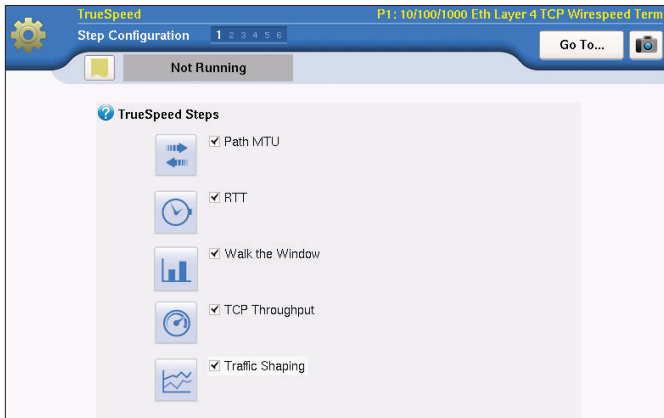 TrueSpeed
P1: 10/100/1000 Eth Layer 4 TCP Wirespeed Term
Step Configuration 1 2 3 4 5 6
Go To...
Not Running
? TrueSpeed Steps
Path MTU
RTT
Walk the Window
TCP Throughput
Traffic Shaping